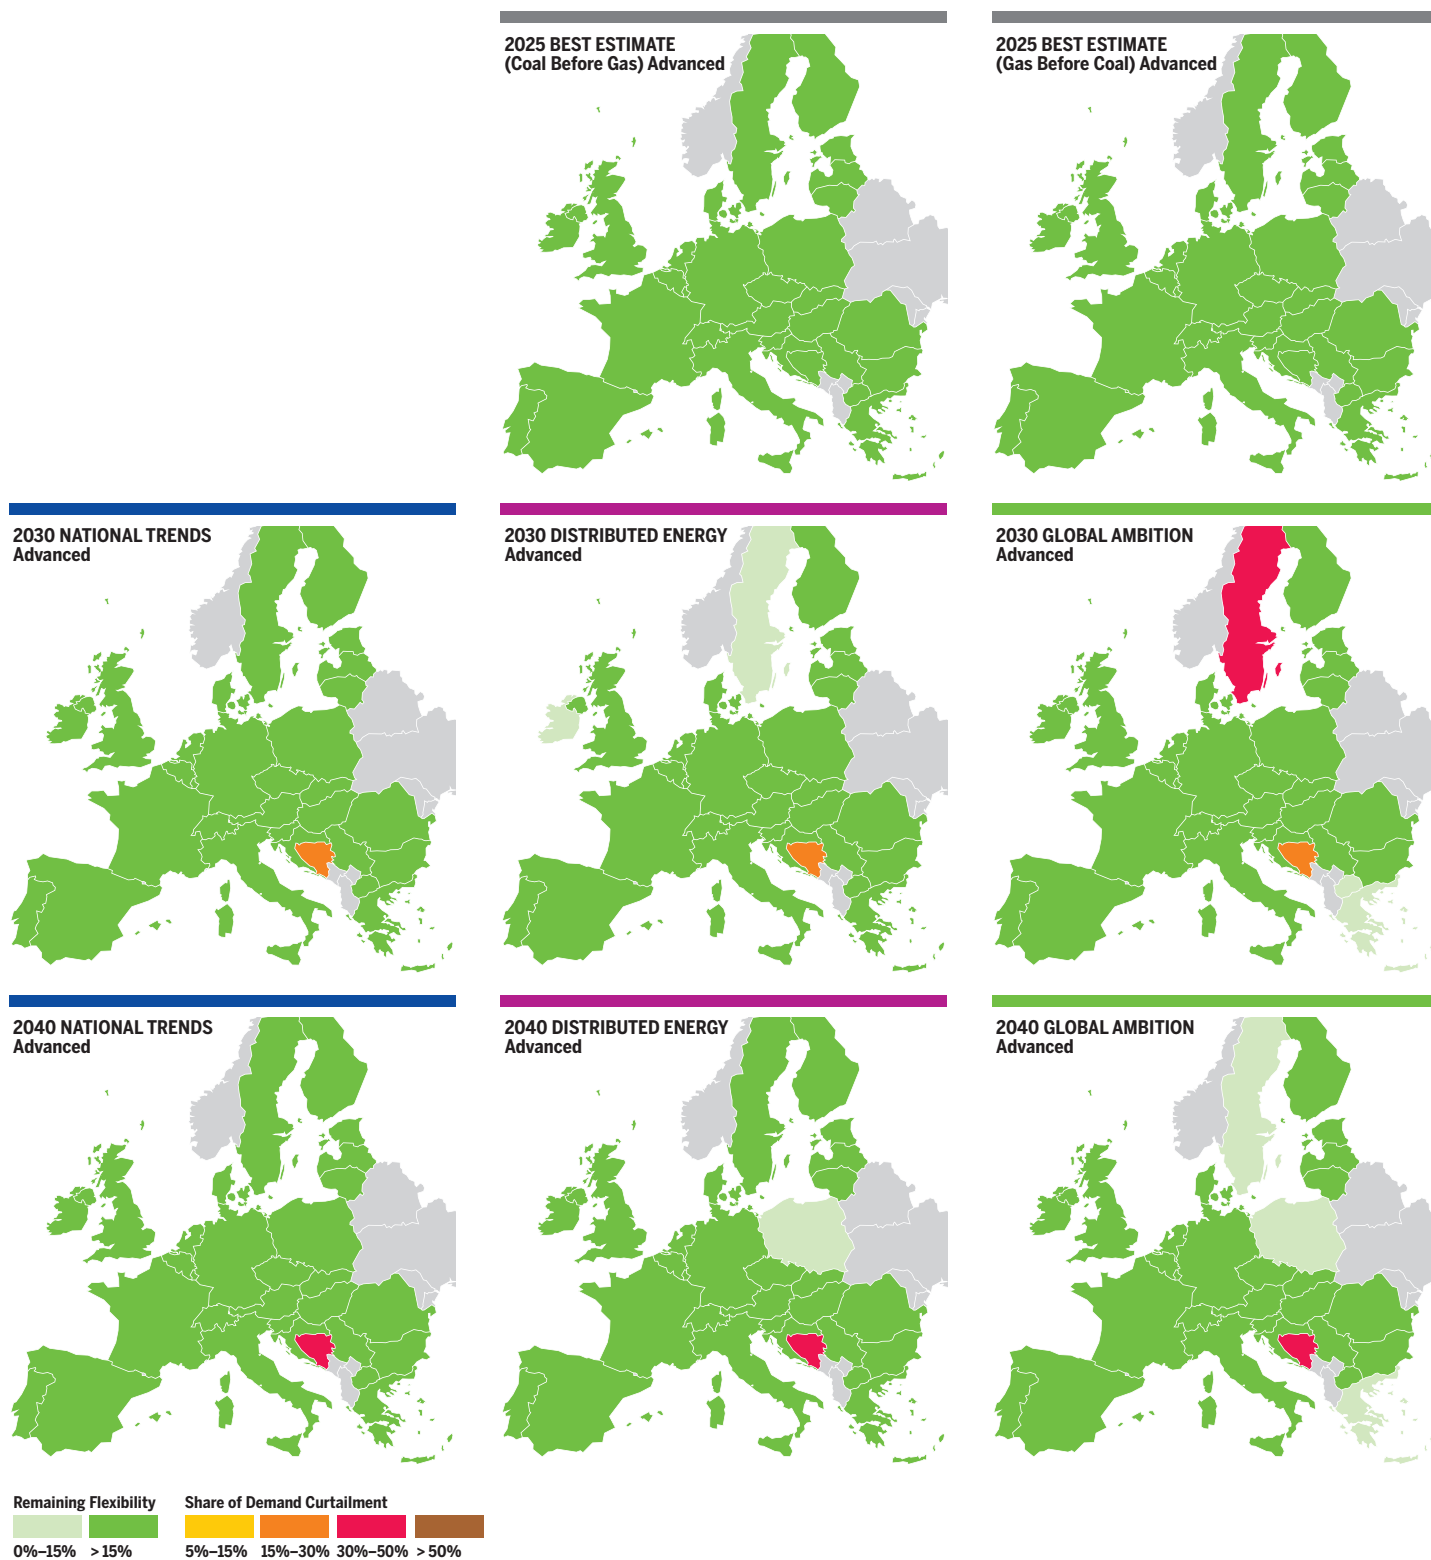 2025 BEST ESTIMATE
(Coal Before Gas) Advanced
2025 BEST ESTIMATE
(Gas Before Coal) Advanced
2030 NATIONAL TRENDS
Advanced
2030 DISTRIBUTED ENERGY
Advanced
2030 GLOBAL AMBITION
Advanced
2040 NATIONAL TRENDS
Advanced
2040 DISTRIBUTED ENERGY
Advanced
2040 GLOBAL AMBITION
Advanced
Remaining Flexibility
0%–15% > 15%
Share of Demand Curtailment
5%–15% 15%–30% 30%–50% > 50%